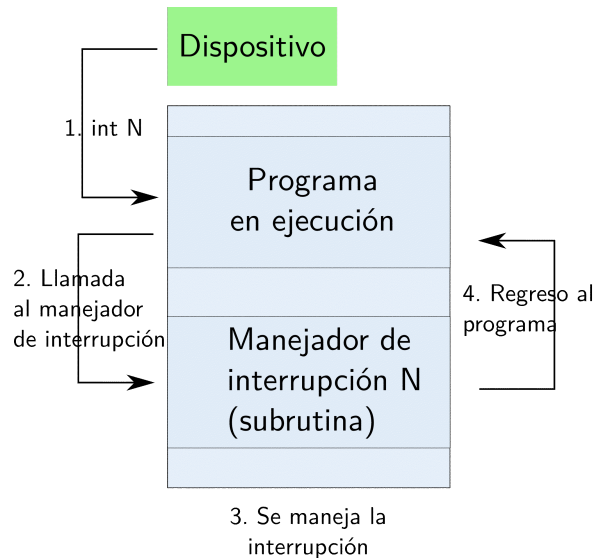 Dispositivo
1. int N
Programa
en ejecución
2. Llamada
al manejador
de interrupción
4. Regreso al
programa
Manejador de
interrupción N
(subrutina)
3. Se maneja la
interrupción